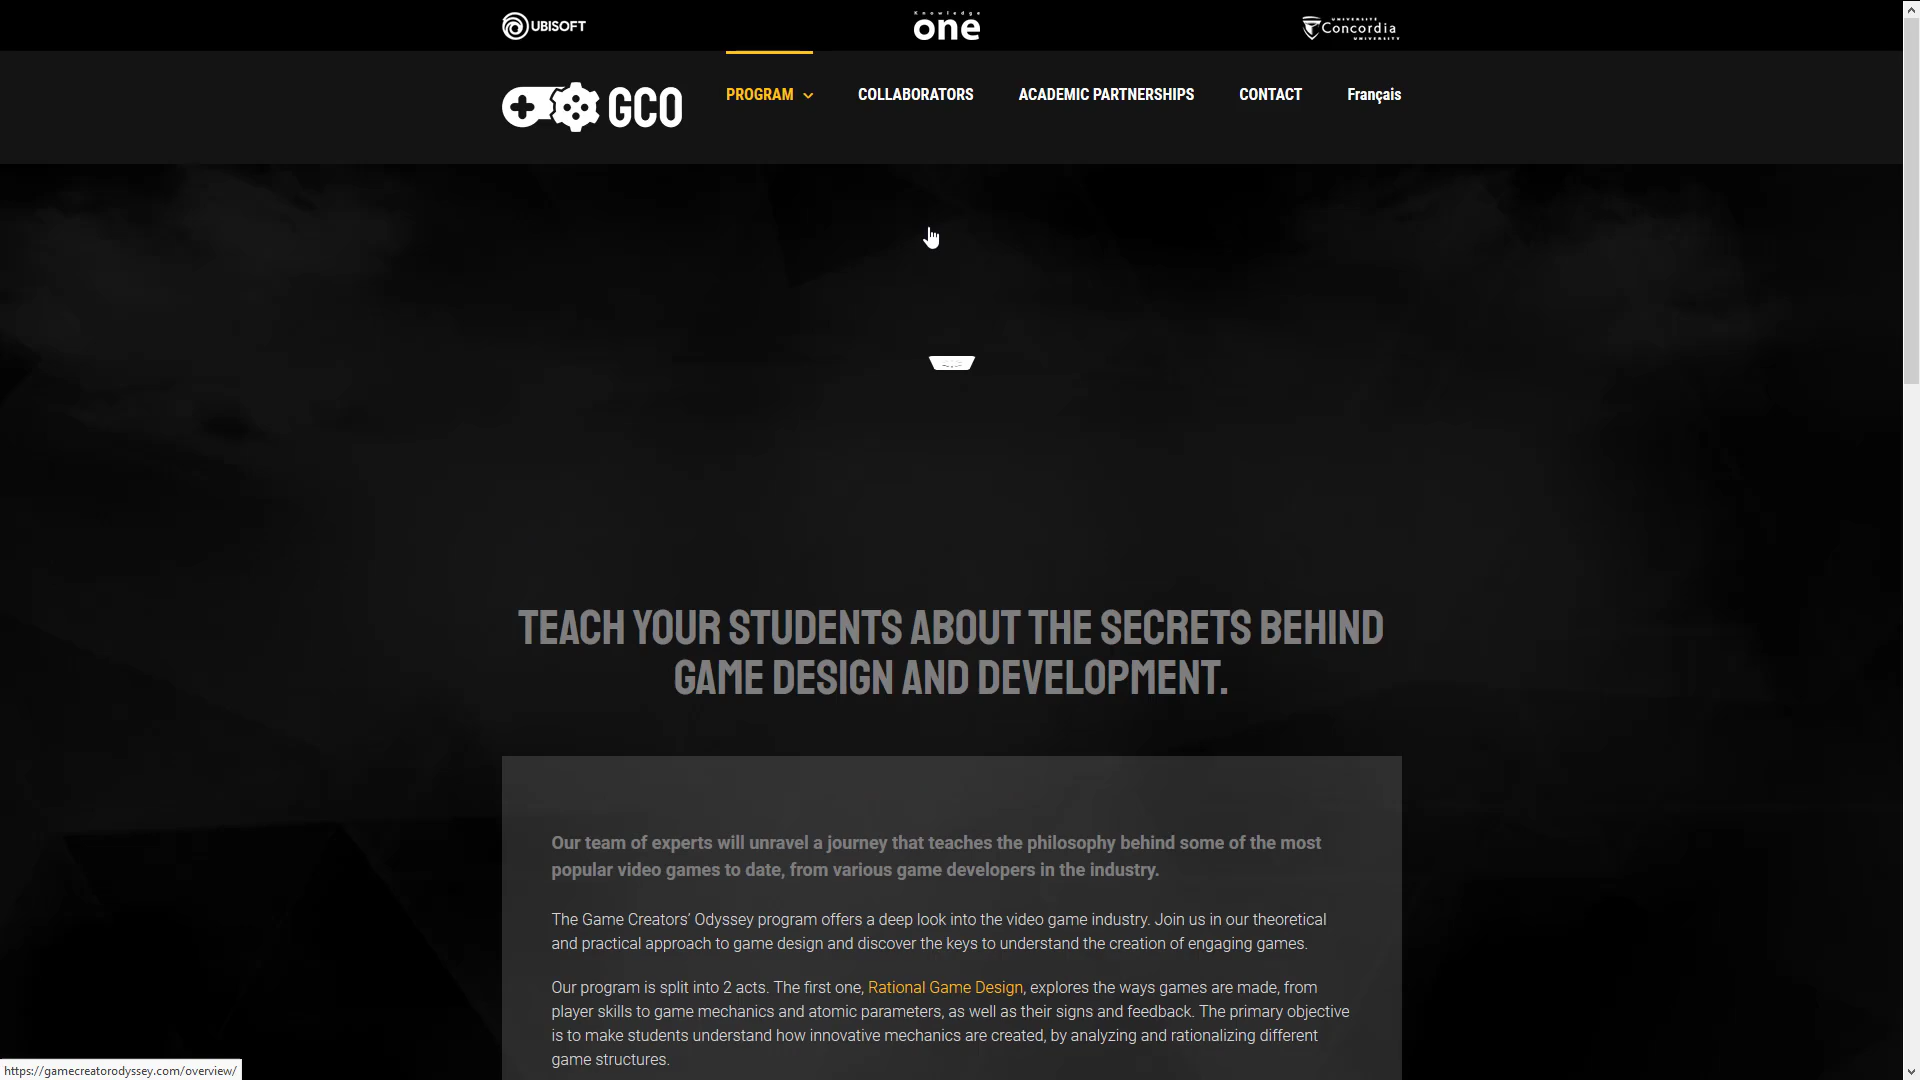 UBISOFT
Knowledge
one
UNIVERSITÉ
Concordia
UNIVERSITY
GCO
PROGRAM
COLLABORATORS
ACADEMIC PARTNERSHIPS
CONTACT
Français
TEACH YOUR STUDENTS ABOUT THE SECRETS BEHIND
GAME DESIGN AND DEVELOPMENT.
Our team of experts will unravel a journey that teaches the philosophy behind some of the most
popular video games to date, from various game developers in the industry.
The Game Creators’ Odyssey program offers a deep look into the video game industry. Join us in our theoretical
and practical approach to game design and discover the keys to understand the creation of engaging games.
Our program is split into 2 acts. The first one, Rational Game Design, explores the ways games are made, from
player skills to game mechanics and atomic parameters, as well as their signs and feedback. The primary objective
is to make students understand how innovative mechanics are created, by analyzing and rationalizing different
game structures.
https://gamecreatorodyssey.com/overview/